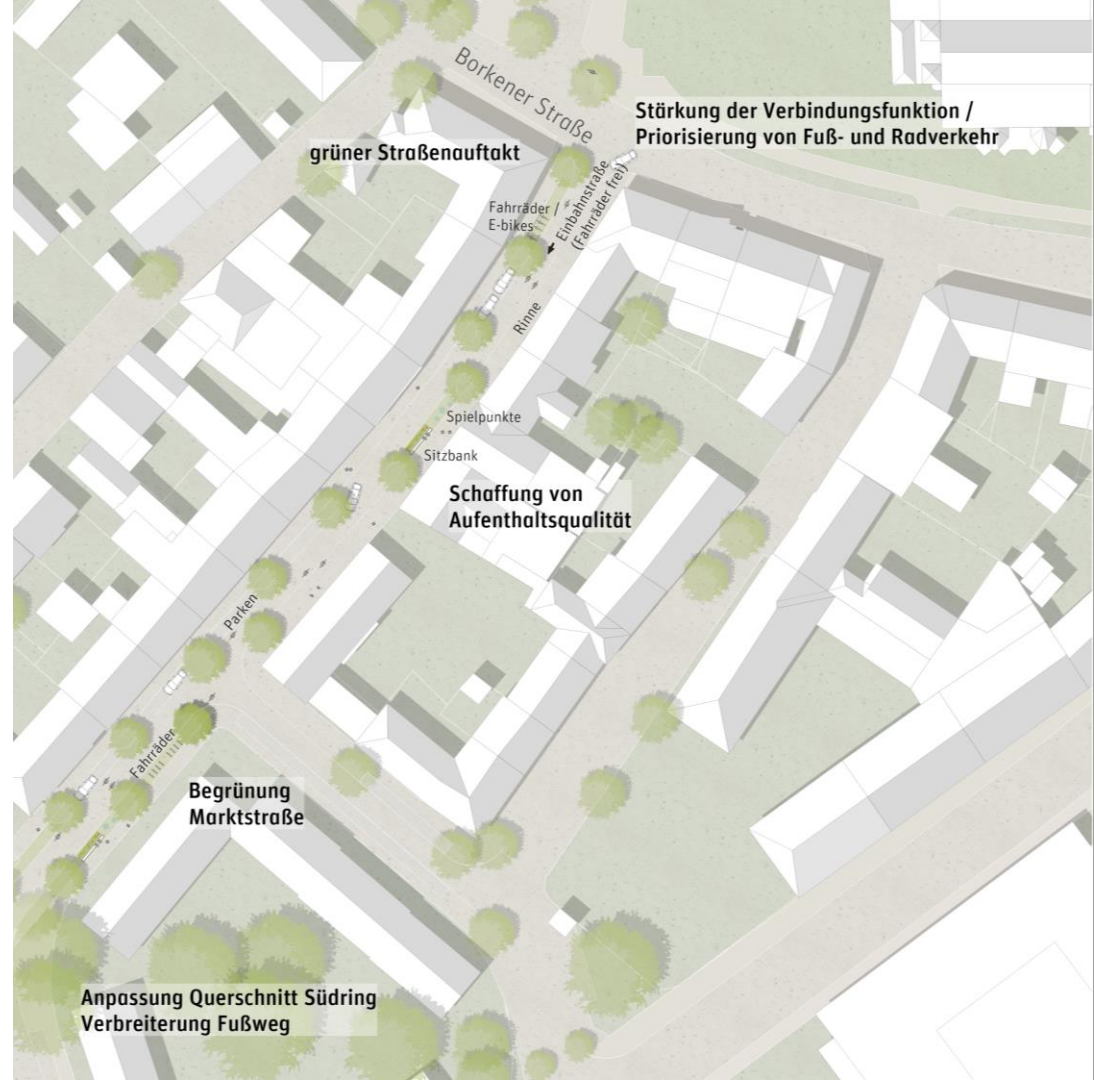 Borkener Straße
Stärkung der Verbindungsfunktion /
Priorisierung von Fuß- und Radverkehr
grüner Straßenauftakt
Fahrräder /
E-bikes
Einbahnstraße
(Fahrräder frei)
Rinne
Spielpunkte
Sitzbank
Schaffung von
Aufenthaltsqualität
Parken
Fahrräder
Begrünung
Marktstraße
Anpassung Querschnitt Südring
Verbreiterung Fußweg